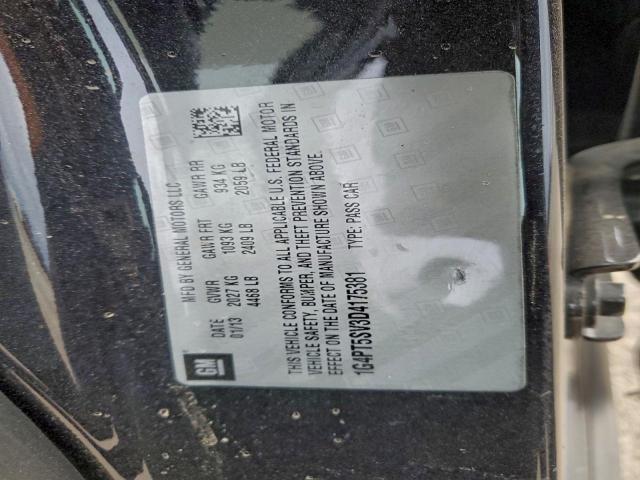 MFD BY GENERAL MOTORS LLC
DATE GVWR GAWR FRT GAWR RR
01/13 2027 KG 1093 KG 934 KG
4468 LB 2409 LB 2059 LB
GM
THIS VEHICLE CONFORMS TO ALL APPLICABLE U.S. FEDERAL MOTOR
VEHICLE SAFETY, BUMPER, AND THEFT PREVENTION STANDARDS IN
EFFECT ON THE DATE OF MANUFACTURE SHOWN ABOVE.
1G4PT5SV3D4175381 TYPE: PASS CAR